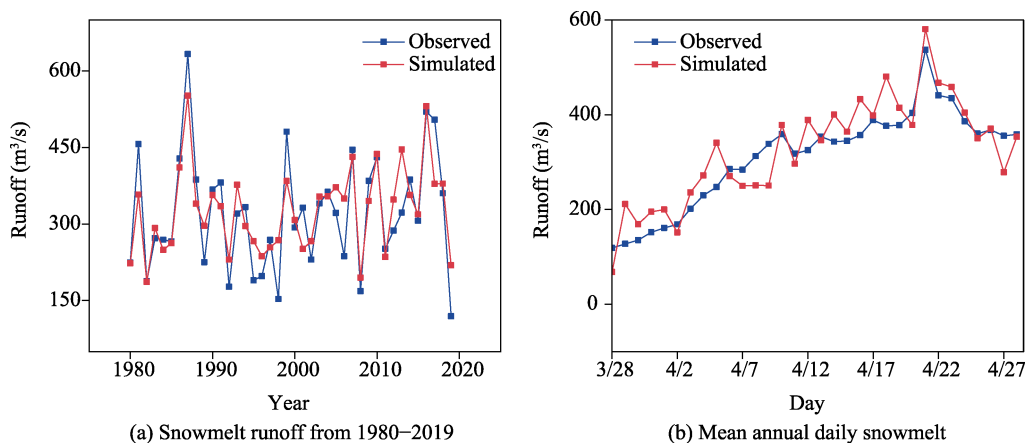 Observed
Simulated
600
450
300
150
Runoff (m³/s)
1980
1990
2000
2010
2020
Year
(a) Snowmelt runoff from 1980−2019
Observed
Simulated
600
400
200
0
Runoff (m³/s)
3/28
4/2
4/7
4/12
4/17
4/22
4/27
Day
(b) Mean annual daily snowmelt